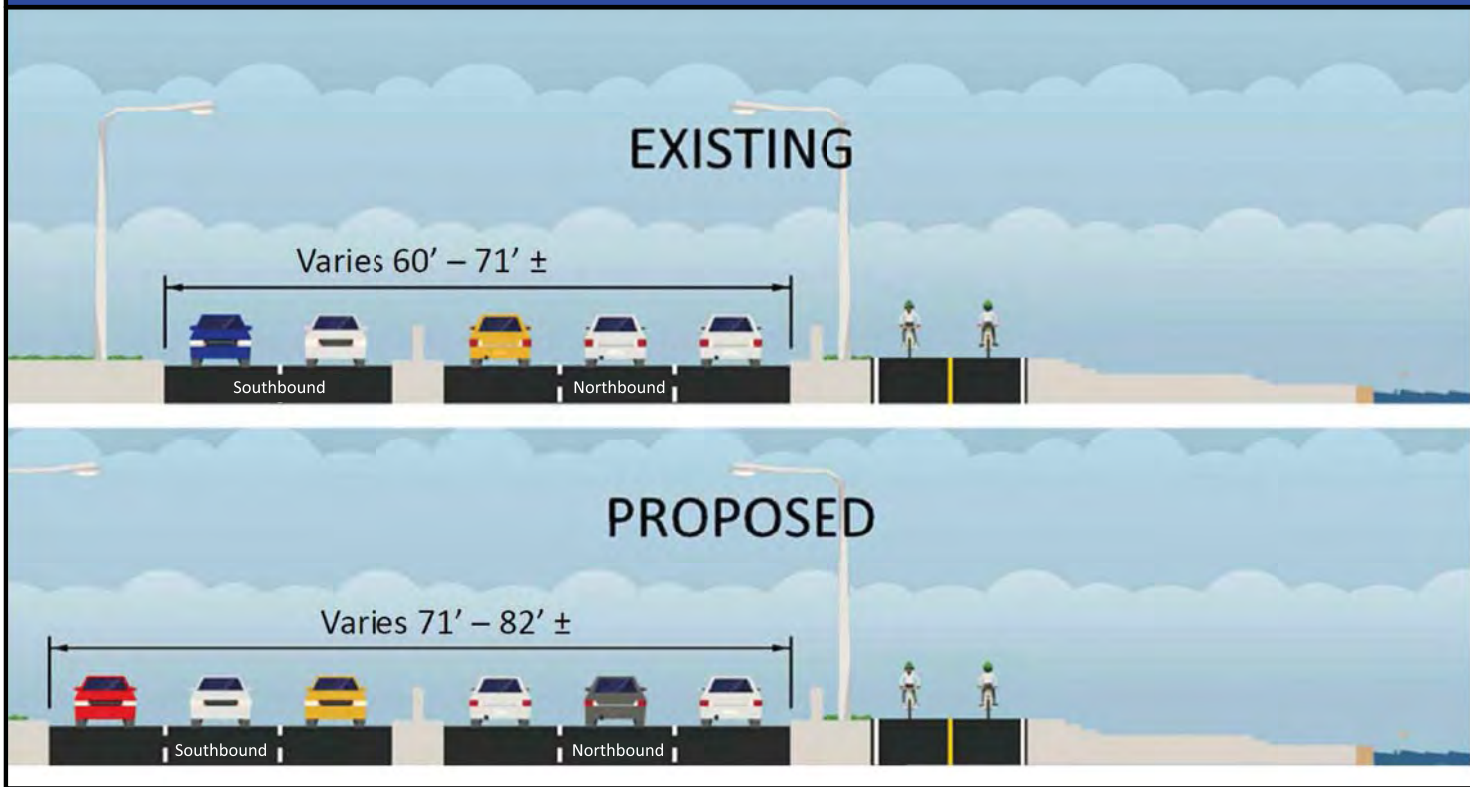 EXISTING
Varies 60’ – 71’ ±
Southbound
Northbound
PROPOSED
Varies 71’ – 82’ ±
Southbound
Northbound